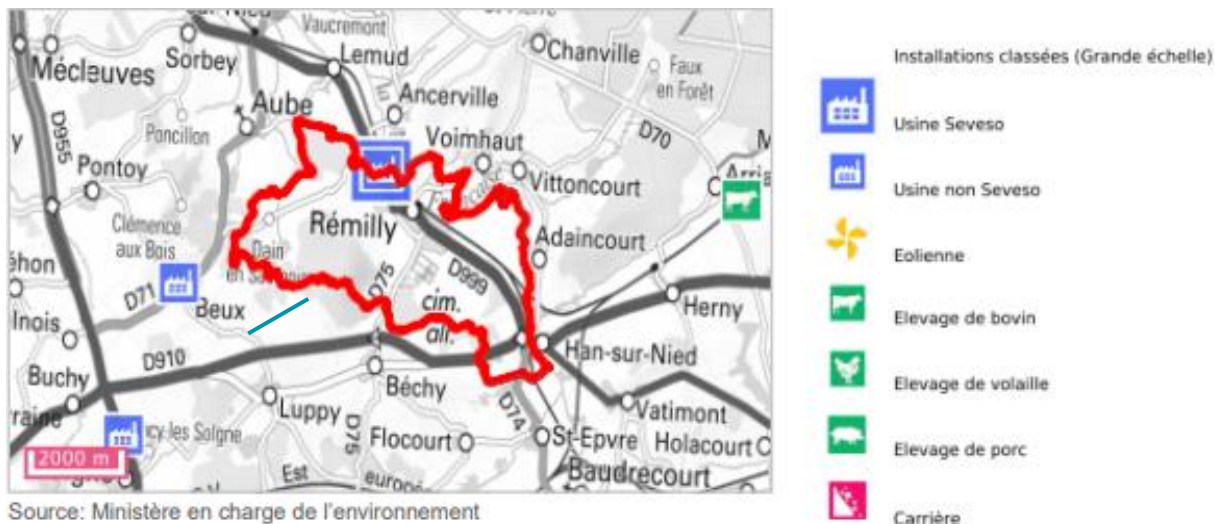 Vaucremont
Chanville
Lemud
Sorbey
Mécleuves
Faux
en Forêt
Ancerville
Aube
Poncillon
D70
D955
Voimhaut
Pontoy
Vittoncourt
Clémence
aux Bois
Rémilly
Adaincourt
Dain
D75
D999
D71
Beux
cim.
all.
Herny
D910
Han-sur-Nied
Buchy
Béchy
Luppy
D74
Vatimont
D75
Flocourt
St-Epvre
Holacourt
2000 m
Baudrecourt
Est
Source: Ministère en charge de l'environnement
Installations classées (Grande échelle)
Usine Seveso
Usine non Seveso
Eolienne
Elevage de bovin
Elevage de volaille
Elevage de porc
Carrière